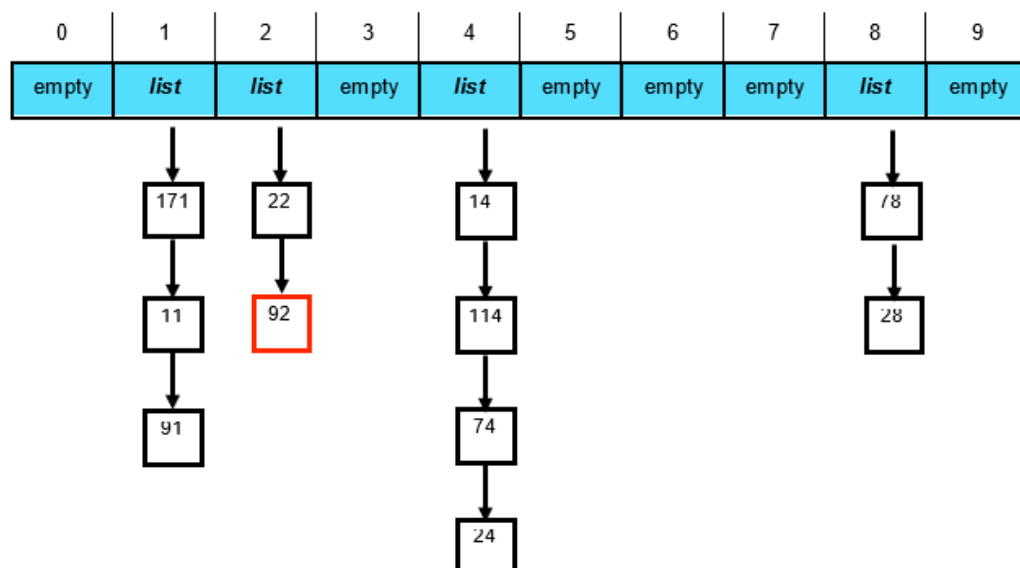 0 1 2 3 4 5 6 7 8 9
empty list list empty list empty empty empty list empty
171 22 14 78
11 92 114 28
91 74
24